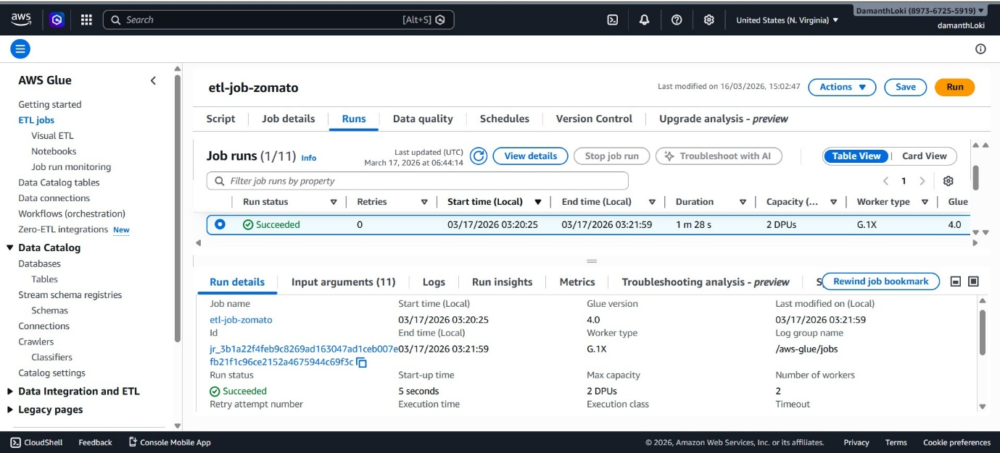 aws
Search [Alt+S]
United States (N. Virginia)
DamanthLoki (8973-6725-5919)
damanthLoki
AWS Glue
Getting started
ETL jobs
Visual ETL
Notebooks
Job run monitoring
Data Catalog tables
Data connections
Workflows (orchestration)
Zero-ETL integrations New
Data Catalog
Databases
Tables
Stream schema registries
Schemas
Connections
Crawlers
Classifiers
Catalog settings
Data Integration and ETL
Legacy pages
etl-job-zomato
Last modified on 16/03/2026, 15:02:47
Actions Save Run
Script Job details Runs Data quality Schedules Version Control Upgrade analysis - preview
Job runs (1/11) Info
Last updated (UTC)
March 17, 2026 at 06:44:14
View details Stop job run Troubleshoot with AI Table View Card View
Filter job runs by property
1
Run status Retries Start time (Local) End time (Local) Duration Capacity (... Worker type Glue
Succeeded 0 03/17/2026 03:20:25 03/17/2026 03:21:59 1 m 28 s 2 DPUs G.1X 4.0
Run details Input arguments (11) Logs Run insights Metrics Troubleshooting analysis - preview S Rewind job bookmark
Job name Start time (Local) Glue version Last modified on (Local)
etl-job-zomato 03/17/2026 03:20:25 4.0 03/17/2026 03:21:59
Id End time (Local) Worker type Log group name
jr_3b1a22f4feb9c8269ad163047ad1ceb007e 03/17/2026 03:21:59 G.1X /aws-glue/jobs
fb21f1c96ce2152a4675944c69f3c
Run status Start-up time Max capacity Number of workers
Succeeded 5 seconds 2 DPUs 2
Retry attempt number Execution time Execution class Timeout
CloudShell Feedback Console Mobile App © 2026, Amazon Web Services, Inc. or its affiliates. Privacy Terms Cookie preferences